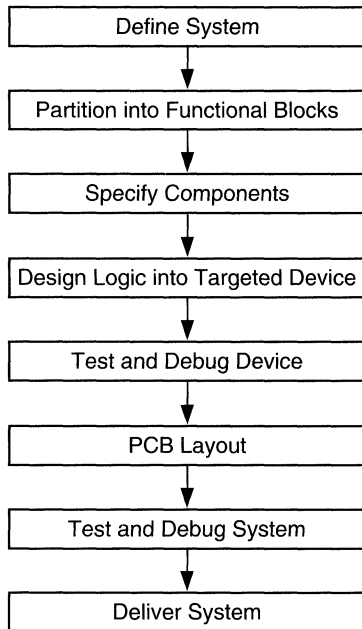 Define System
Partition into Functional Blocks
Specify Components
Design Logic into Targeted Device
Test and Debug Device
PCB Layout
Test and Debug System
Deliver System